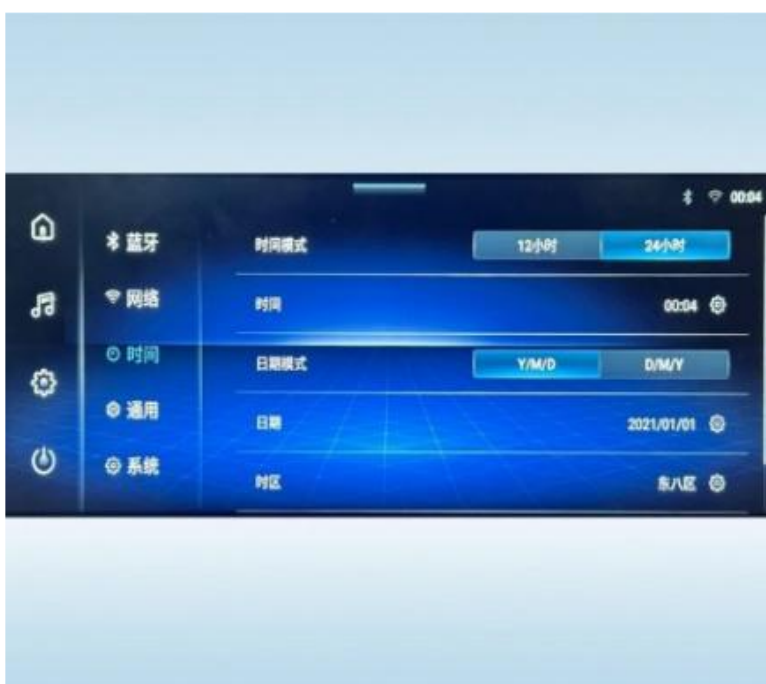 00:04
蓝牙
网络
时间
通用
系统
时间模式
12小时
24小时
时间
00:04
日期模式
Y/M/D
D/M/Y
日期
2021/01/01
时区
东八区